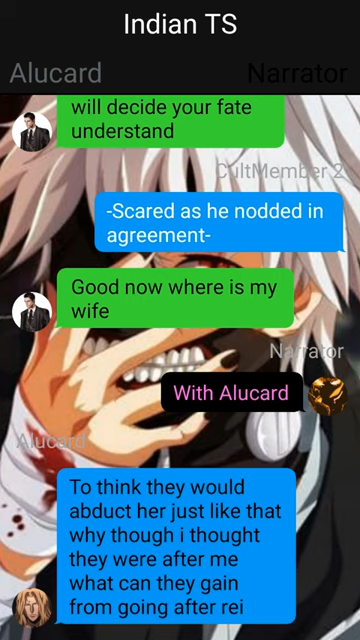 Indian TS
Alucard
Narrator
will decide your fate
understand
CultMember 2
-Scared as he nodded in
agreement-
Good now where is my
wife
Narrator
With Alucard
Alucard
To think they would
abduct her just like that
why though i thought
they were after me
what can they gain
from going after rei